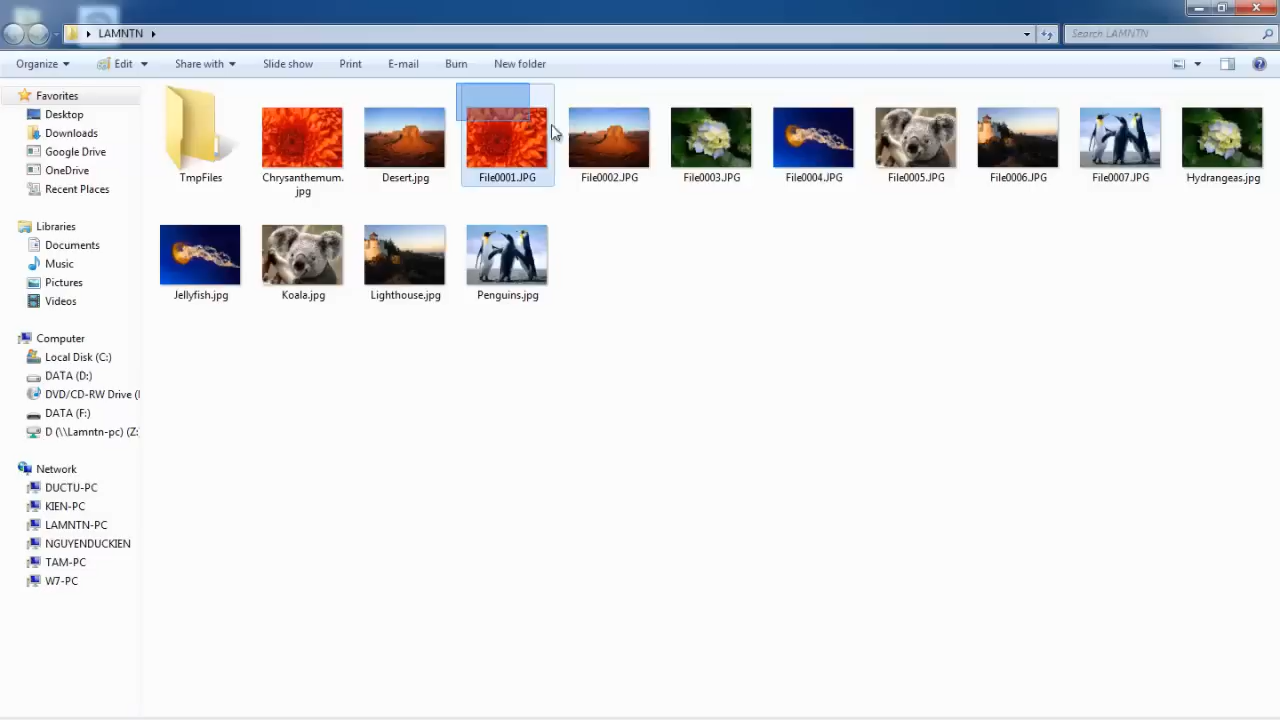 LAMNTN
Search LAMNTN
Organize Edit Share with Slide show Print E-mail Burn New folder
Favorites
Desktop
Downloads
Google Drive
OneDrive
Recent Places
Libraries
Documents
Music
Pictures
Videos
Computer
Local Disk (C:)
DATA (D:)
DVD/CD-RW Drive (
DATA (F:)
D (\\Lamntn-pc) (Z:
Network
DUCTU-PC
KIEN-PC
LAMNTN-PC
NGUYENDUCKIEN
TAM-PC
W7-PC
TmpFiles
Chrysanthemum.
jpg
Desert.jpg
File0001.JPG
File0002.JPG
File0003.JPG
File0004.JPG
File0005.JPG
File0006.JPG
File0007.JPG
Hydrangeas.jpg
Jellyfish.jpg
Koala.jpg
Lighthouse.jpg
Penguins.jpg